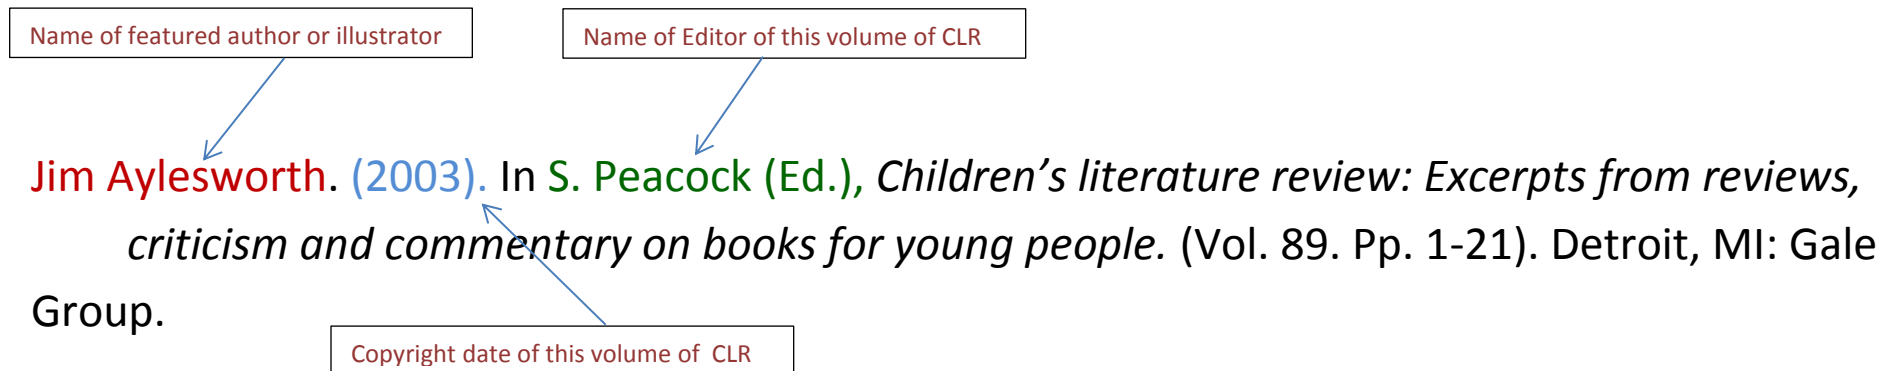 Name of featured author or illustrator
Name of Editor of this volume of CLR
Jim Aylesworth. (2003). In S. Peacock (Ed.), Children’s literature review: Excerpts from reviews,
criticism and commentary on books for young people. (Vol. 89. Pp. 1-21). Detroit, MI: Gale
Group.
Copyright date of this volume of CLR